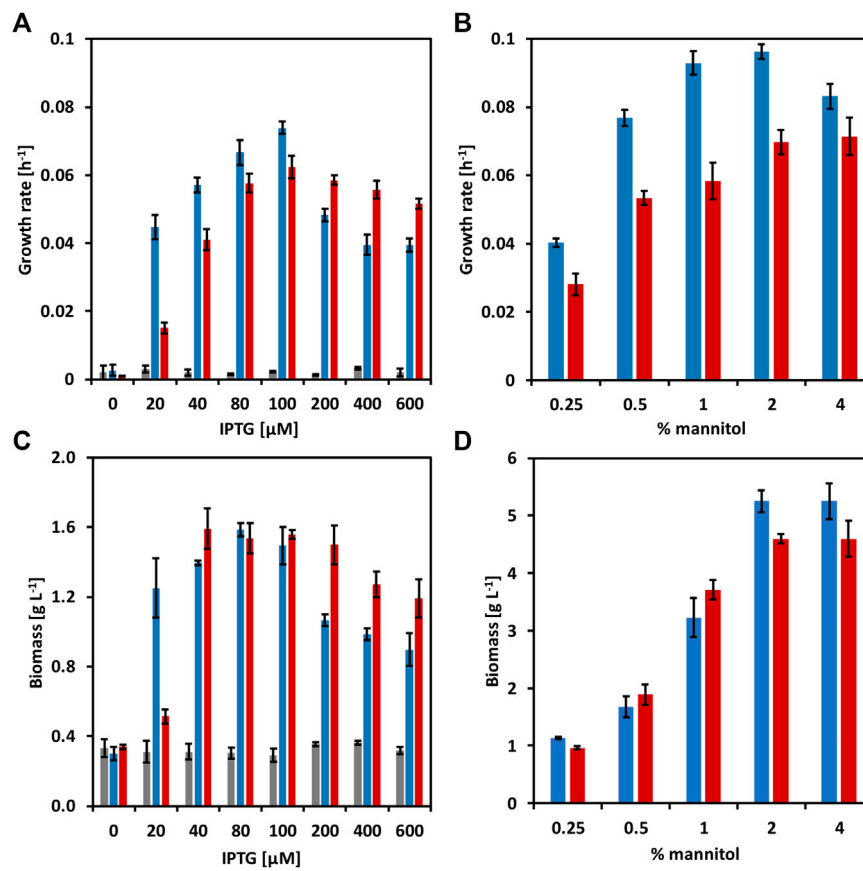 A
Growth rate [h-1]
0.1
0.08
0.06
0.04
0.02
0
0 20 40 80 100 200 400 600
IPTG [µM]
B
Growth rate [h-1]
0.1
0.08
0.06
0.04
0.02
0
0.25 0.5 1 2 4
% mannitol
C
Biomass [g L-1]
2.0
1.6
1.2
0.8
0.4
0.0
0 20 40 80 100 200 400 600
IPTG [µM]
D
Biomass [g L-1]
6
5
4
3
2
1
0
0.25 0.5 1 2 4
% mannitol